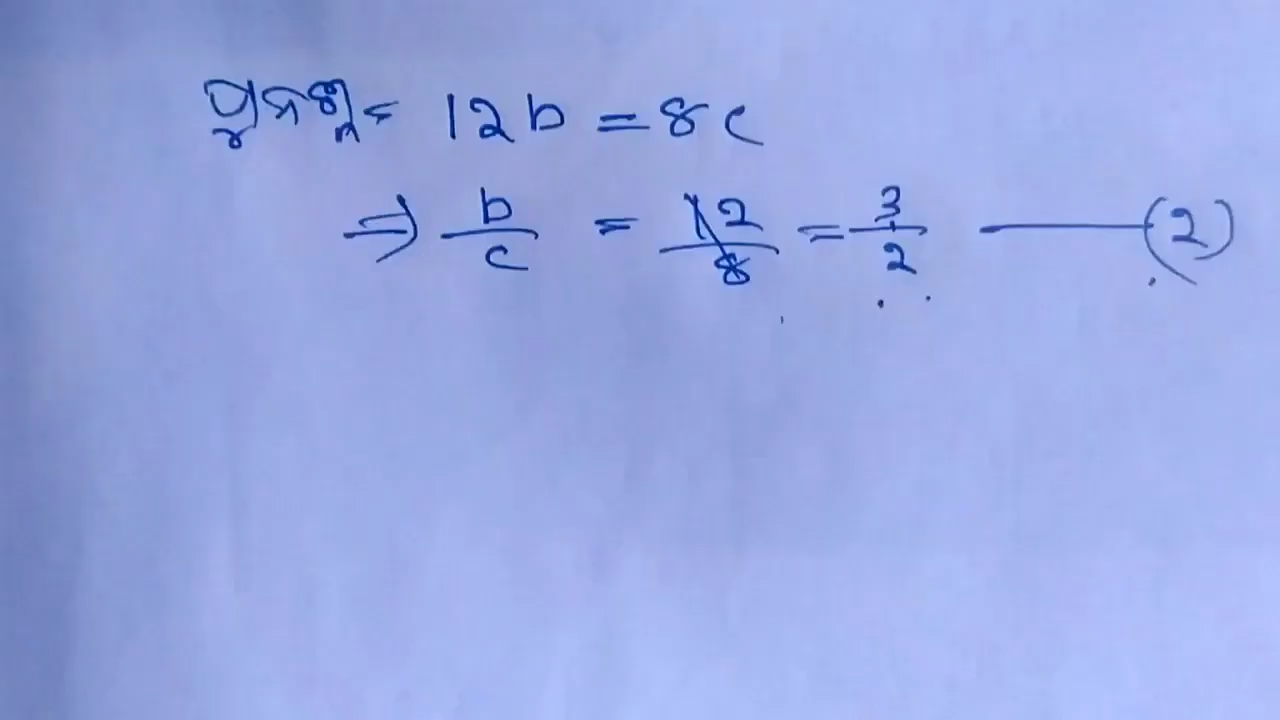 ପୁନଶ୍ଚ 12b = 8c
⇒ b/c = 12/8 = 3/2 ——— (2)